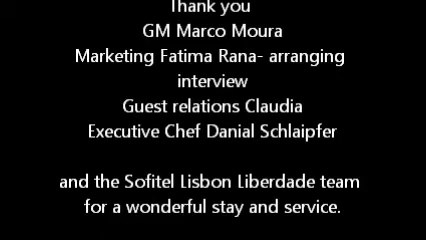 Thank you
GM Marco Moura
Marketing Fatima Rana- arranging
interview
Guest relations Claudia
Executive Chef Danial Schlaipfer
and the Sofitel Lisbon Liberdade team
for a wonderful stay and service.